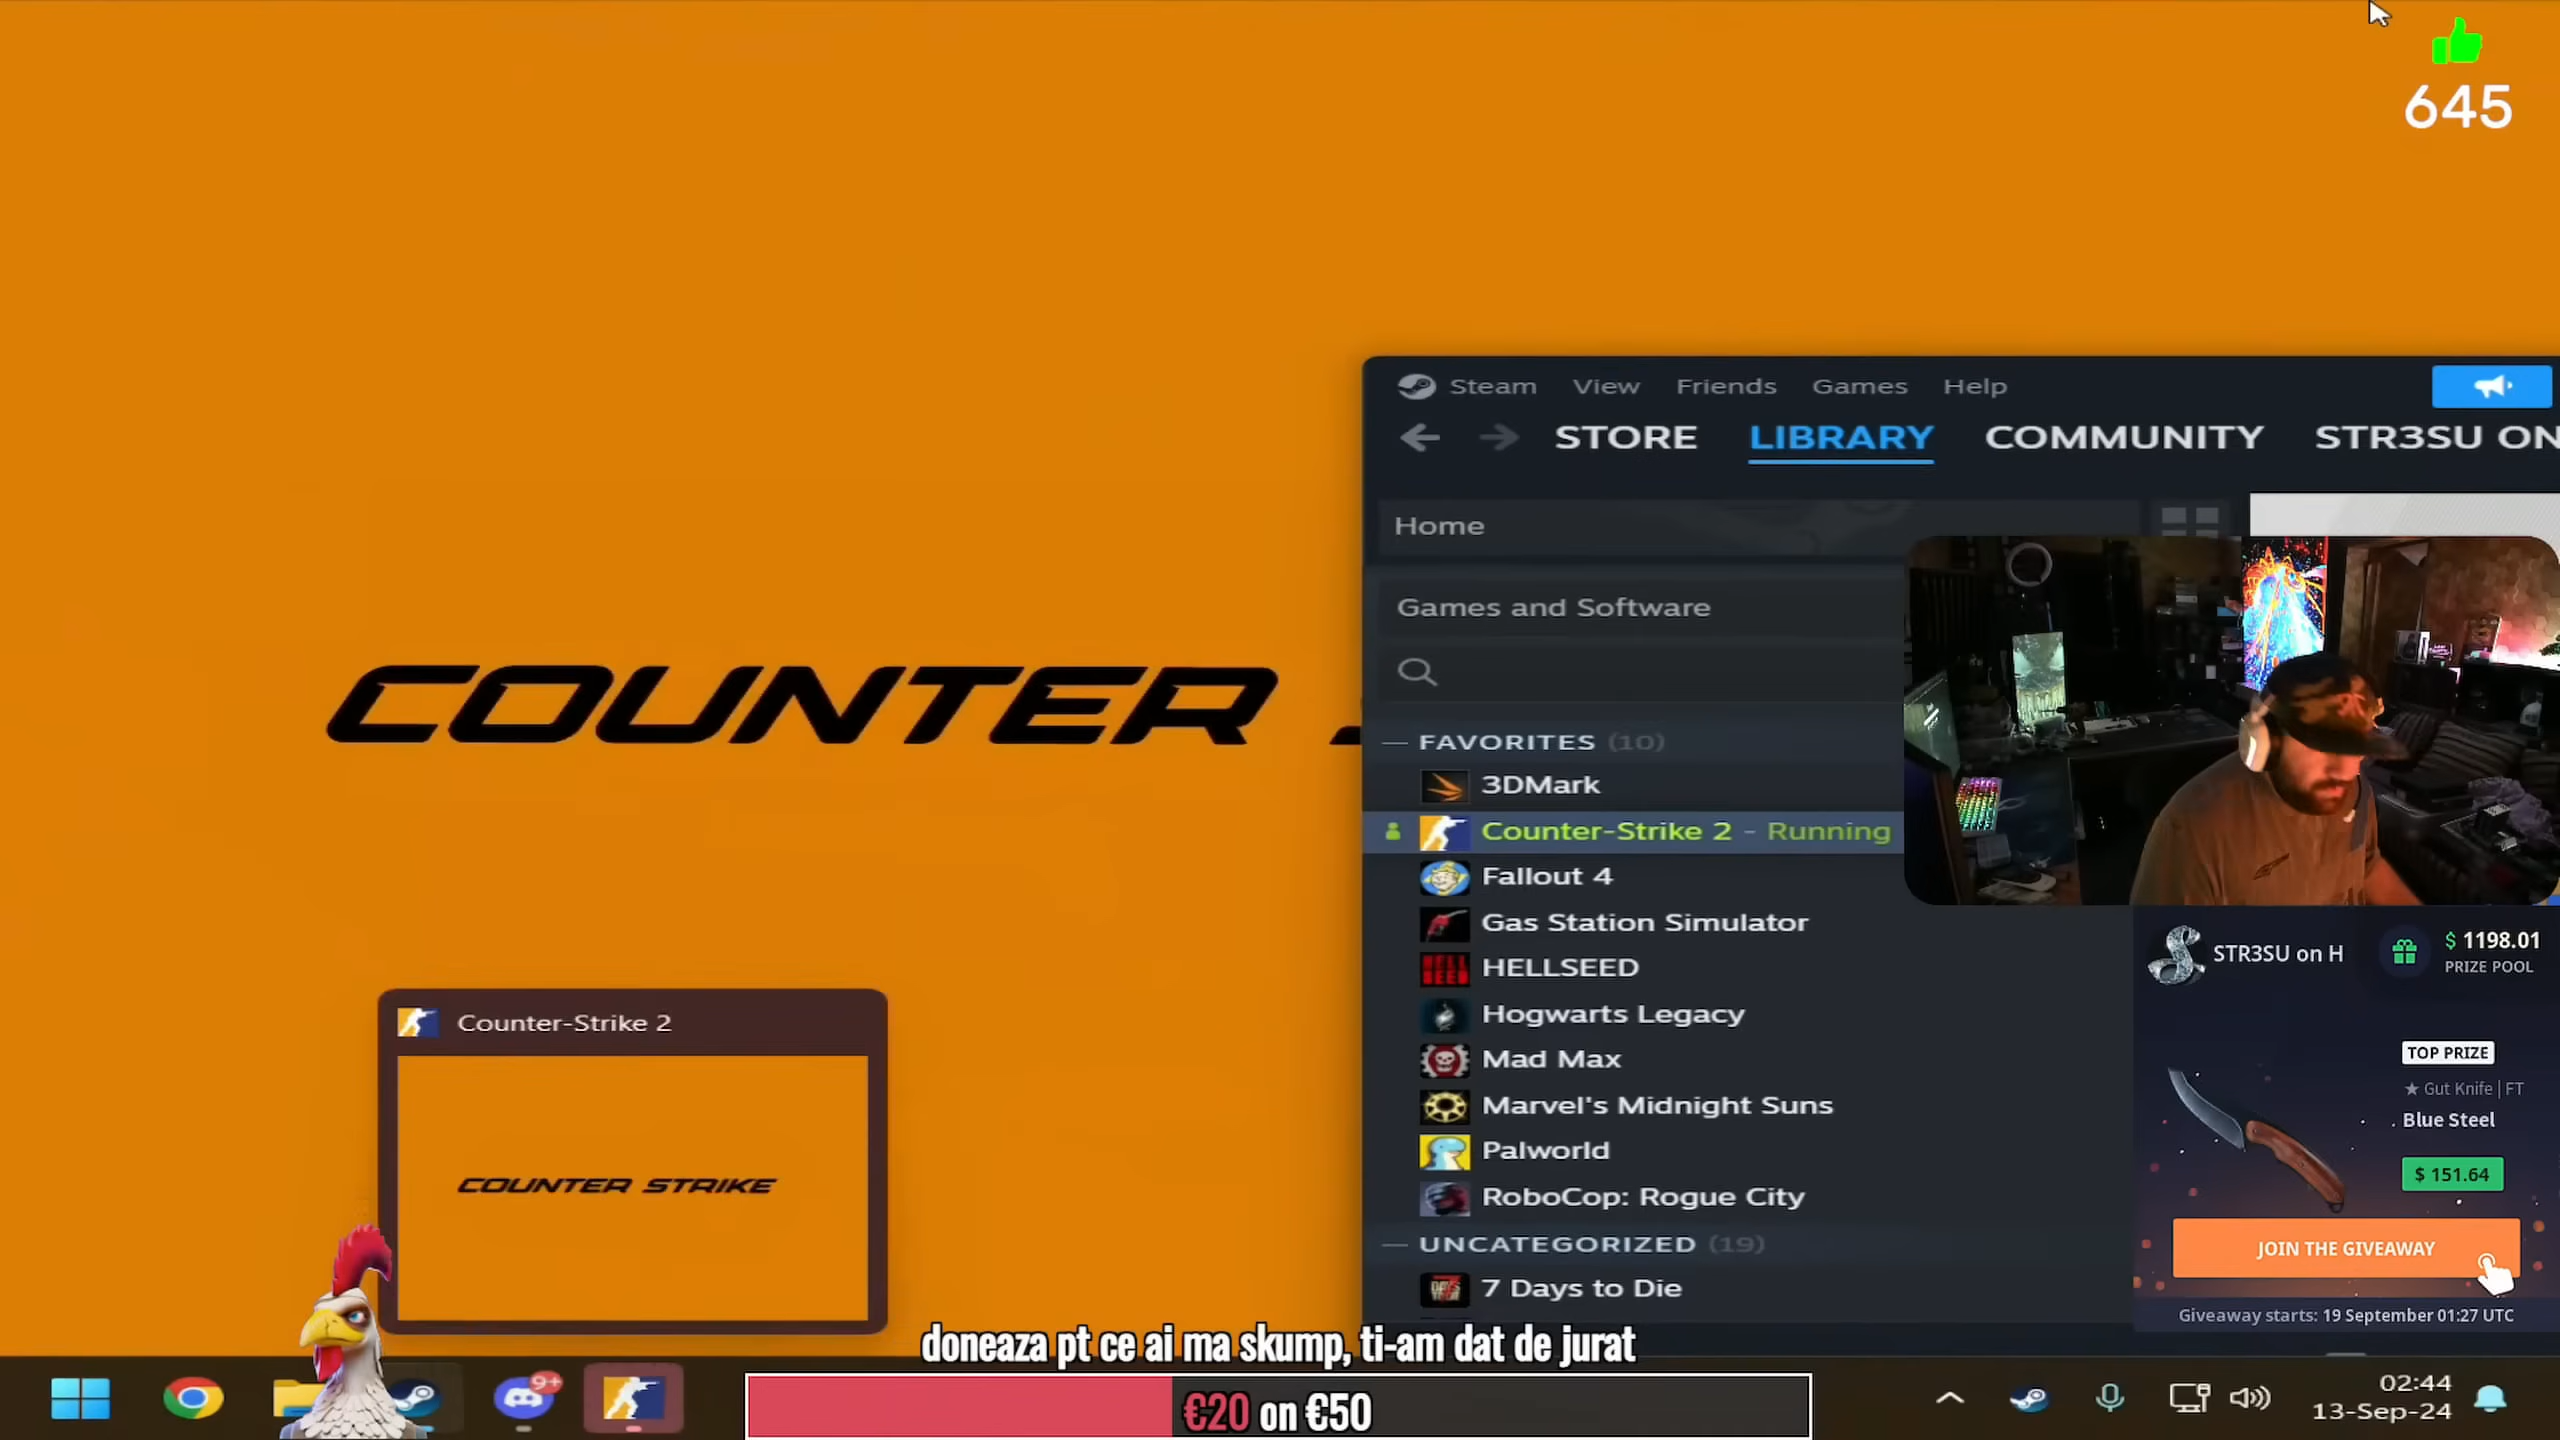 645
Steam View Friends Games Help
STORE LIBRARY COMMUNITY STR3SU ON
Home
Games and Software
COUNTER
FAVORITES (10)
3DMark
Counter-Strike 2 - Running
Fallout 4
Gas Station Simulator
HELLSEED
Hogwarts Legacy
Mad Max
Marvel's Midnight Suns
Palworld
RoboCop: Rogue City
UNCATEGORIZED (19)
7 Days to Die
STR3SU on H
$ 1198.01
PRIZE POOL
TOP PRIZE
★ Gut Knife | FT
Blue Steel
$ 151.64
JOIN THE GIVEAWAY
Giveaway starts: 19 September 01:27 UTC
Counter-Strike 2
COUNTER STRIKE
doneaza pt ce ai ma skump, ti-am dat de jurat
€20 on €50
9+
02:44
13-Sep-24